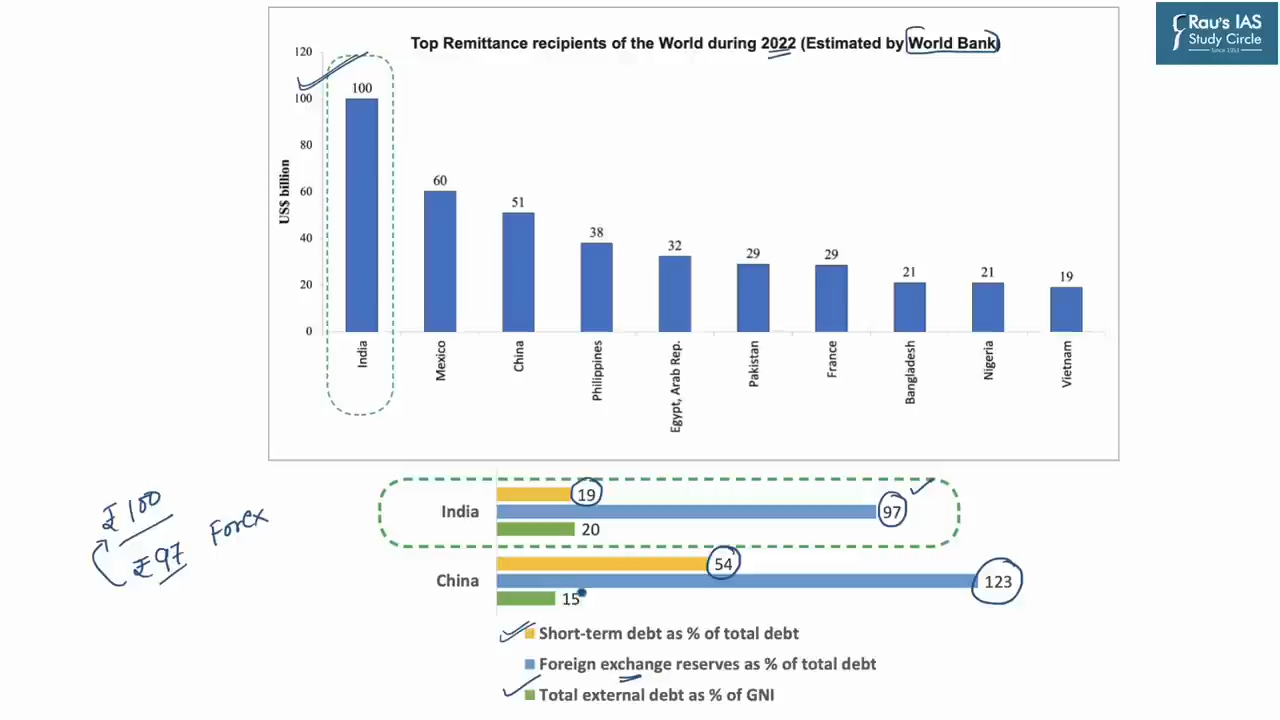 Rau's IAS
Study Circle
Since 1953
Top Remittance recipients of the World during 2022 (Estimated by World Bank)
US$ billion
120
100
80
60
40
20
0
100
60
51
38
32
29
29
21
21
19
India
Mexico
China
Philippines
Egypt, Arab Rep.
Pakistan
France
Bangladesh
Nigeria
Vietnam
₹100
₹97 Forex
India
19
97
20
China
54
123
15
Short-term debt as % of total debt
Foreign exchange reserves as % of total debt
Total external debt as % of GNI